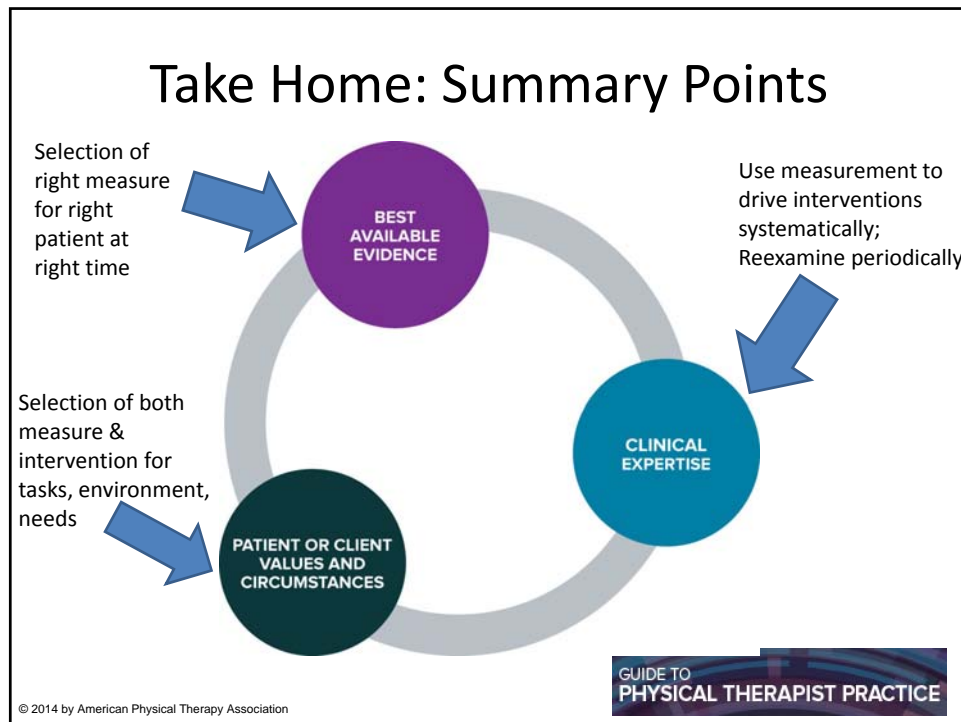 Take Home: Summary Points
Selection of
right measure
for right
patient at
right time
BEST
AVAILABLE
EVIDENCE
Use measurement to
drive interventions
systematically;
Reexamine periodically
Selection of both
measure &
intervention for
tasks, environment,
needs
CLINICAL
EXPERTISE
PATIENT OR CLIENT
VALUES AND
CIRCUMSTANCES
GUIDE TO
PHYSICAL THERAPIST PRACTICE
© 2014 by American Physical Therapy Association